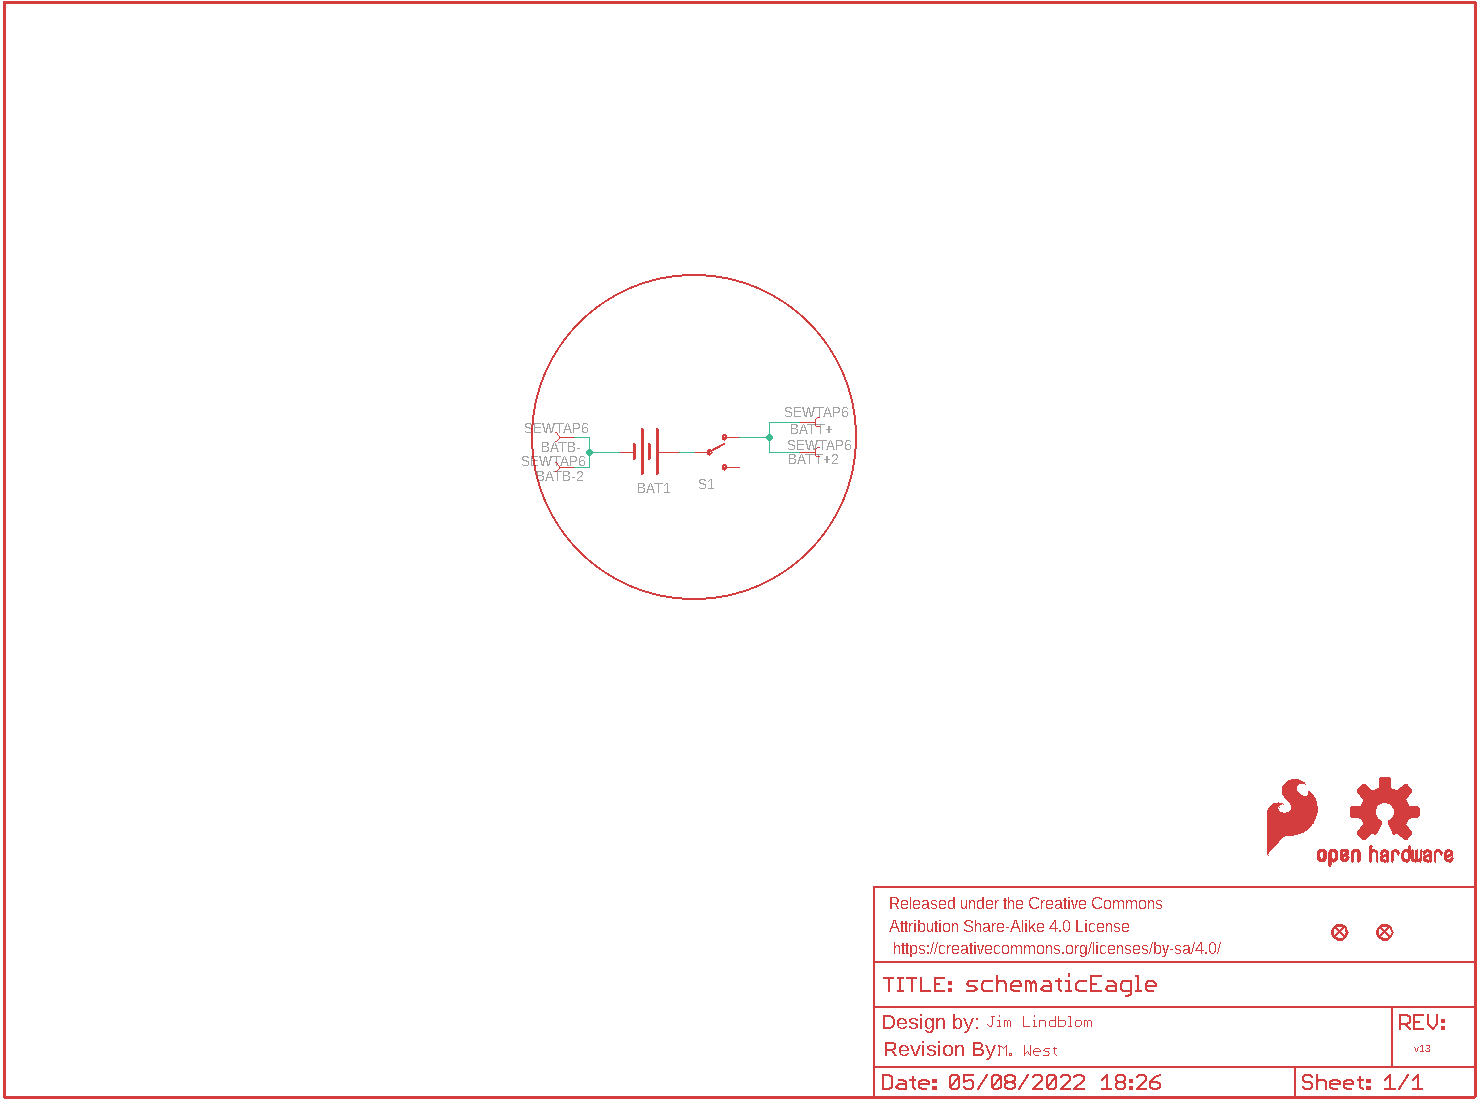 SEWTAP6
BATT+
SEWTAP6
BATT+2
SEWTAP6
BATB-
SEWTAP6
BATB-2
BAT1
S1
open hardware
Released under the Creative Commons
Attribution Share-Alike 4.0 License
https://creativecommons.org/licenses/by-sa/4.0/
TITLE: schematicEagle
Design by: Jim Lindblom
REV:
Revision By M. West
v13
Date: 05/08/2022 18:26
Sheet: 1/1